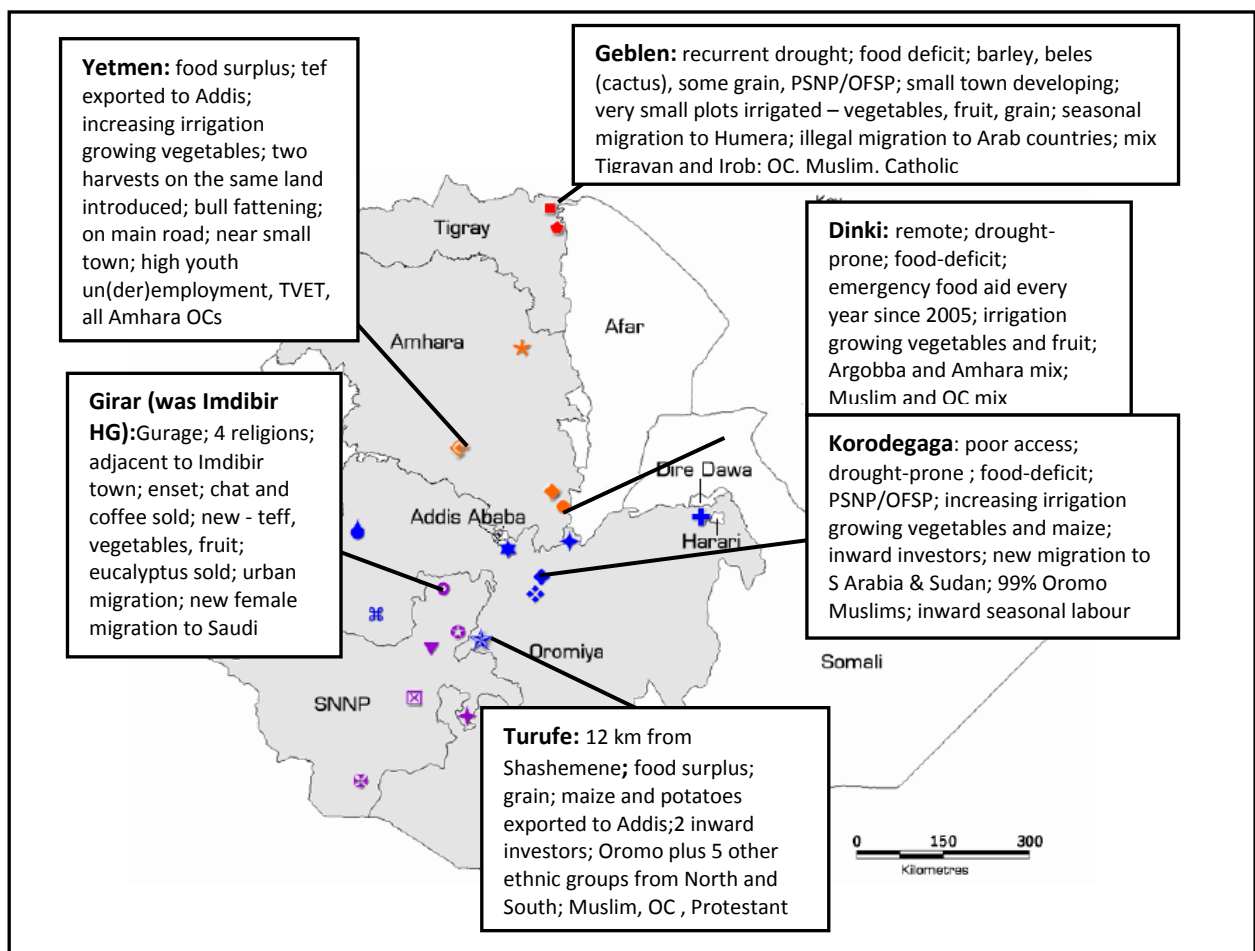 Yetmen: food surplus; tef
exported to Addis;
increasing irrigation
growing vegetables; two
harvests on the same land
introduced; bull fattening;
on main road; near small
town; high youth
un(der)employment, TVET,
all Amhara OCs
Geblen: recurrent drought; food deficit; barley, beles
(cactus), some grain, PSNP/OFSP; small town developing;
very small plots irrigated – vegetables, fruit, grain; seasonal
migration to Humera; illegal migration to Arab countries; mix
Tigrayan and Irob; OC, Muslim, Catholic
Dinki: remote; drought-
prone; food-deficit;
emergency food aid every
year since 2005; irrigation
growing vegetables and fruit;
Argobba and Amhara mix;
Muslim and OC mix
Girar (was Imdibir
HG):Gurage; 4 religions;
adjacent to Imdibir
town; enset; chat and
coffee sold; new - teff,
vegetables, fruit;
eucalyptus sold; urban
migration; new female
migration to Saudi
Korodegaga: poor access;
drought-prone ; food-deficit;
PSNP/OFSP; increasing irrigation
growing vegetables and maize;
inward investors; new migration to
S Arabia & Sudan; 99% Oromo
Muslims; inward seasonal labour
Turufe: 12 km from
Shashemene; food surplus;
grain; maize and potatoes
exported to Addis;2 inward
investors; Oromo plus 5 other
ethnic groups from North and
South; Muslim, OC , Protestant
Tigray
Afar
Amhara
Dire Dawa
Addis Ababa
Harari
Oromiya
Somali
SNNP
0 150 300
Kilometres